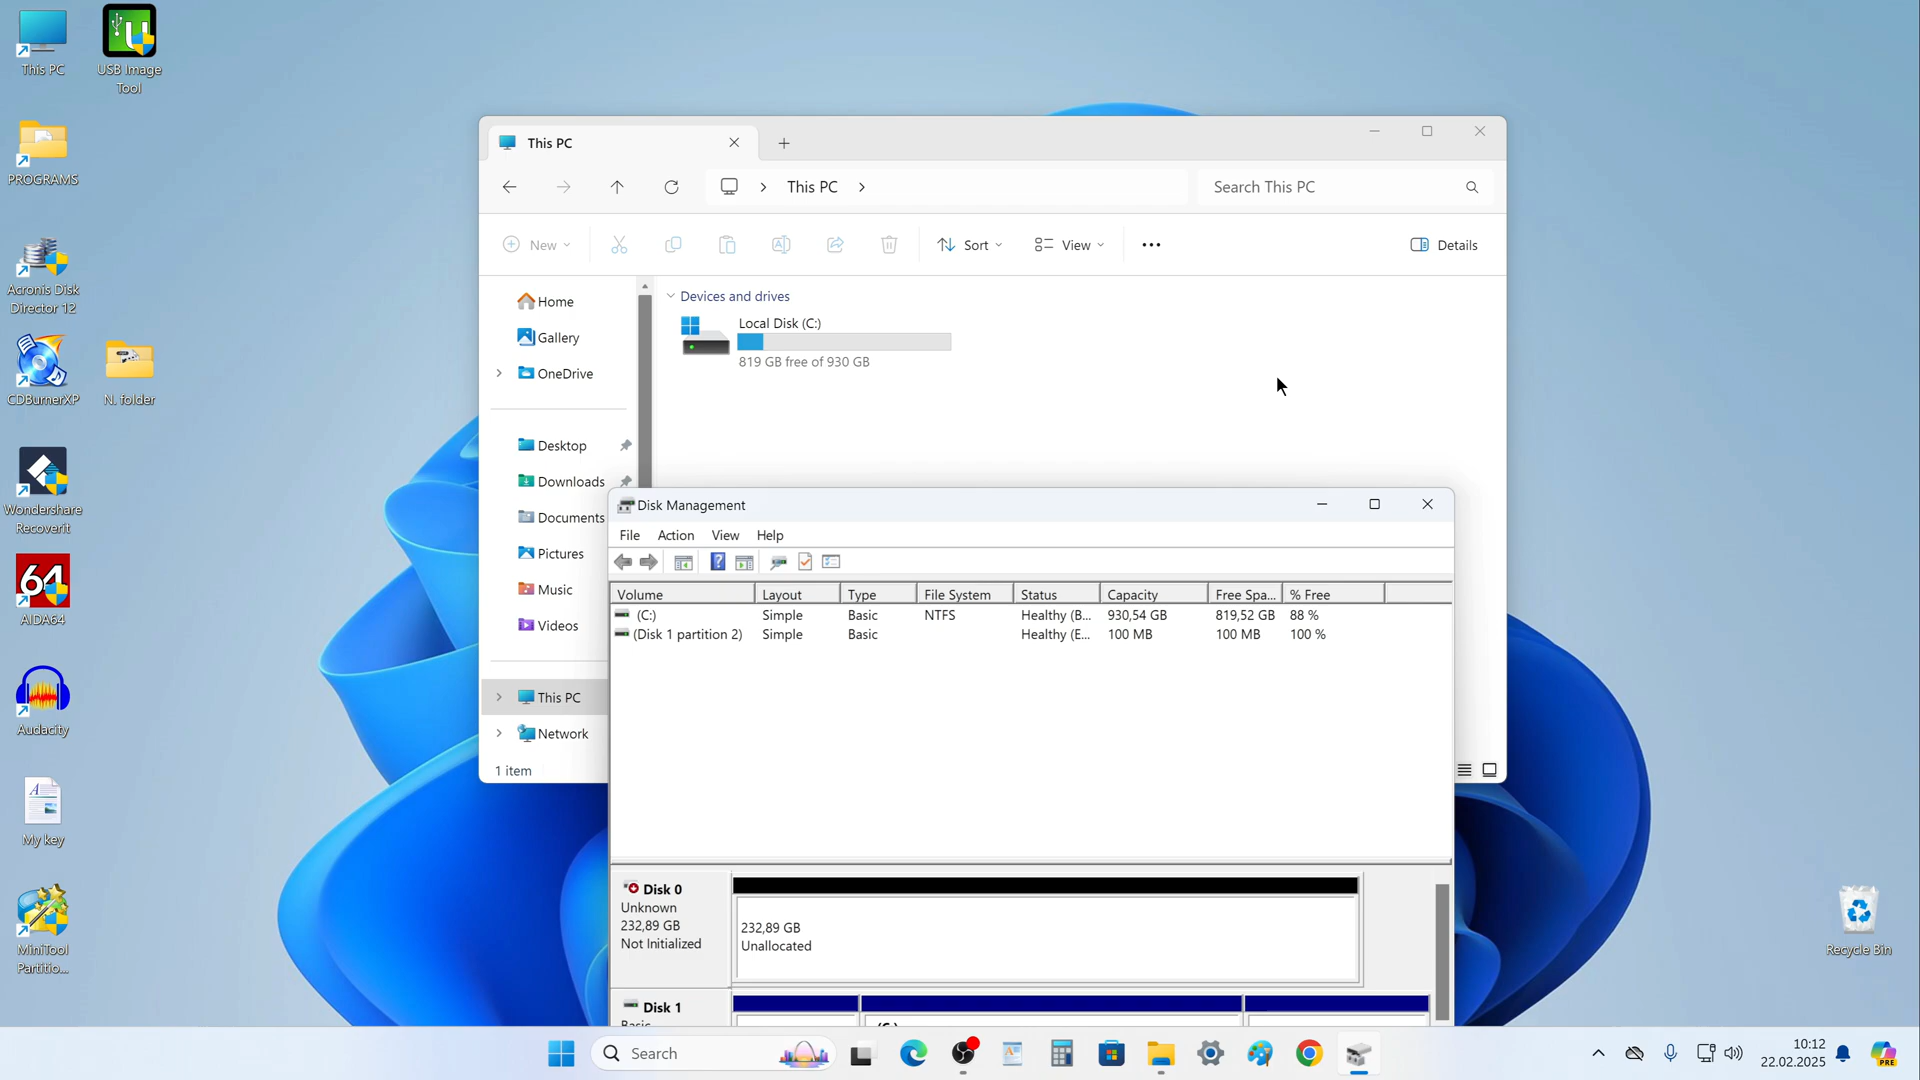 This PC
USB Image
Tool
PROGRAMS
Acronis Disk
Director 12
CDBurnerXP
N. folder
Wondershare
Recoverit
64
AIDA64
Audacity
My key
MiniTool
Partitio...
This PC
This PC
Search This PC
New
Sort
View
Details
Home
Gallery
OneDrive
Desktop
Downloads
Documents
Pictures
Music
Videos
This PC
Network
1 item
Devices and drives
Local Disk (C:)
819 GB free of 930 GB
Disk Management
File Action View Help
Volume Layout Type File System Status Capacity Free Spa... % Free
(C:) Simple Basic NTFS Healthy (B... 930,54 GB 819,52 GB 88 %
(Disk 1 partition 2) Simple Basic Healthy (E... 100 MB 100 MB 100 %
Disk 0
Unknown
232,89 GB
Not Initialized
232,89 GB
Unallocated
Disk 1
Recycle Bin
Search
10:12
22.02.2025
PRE